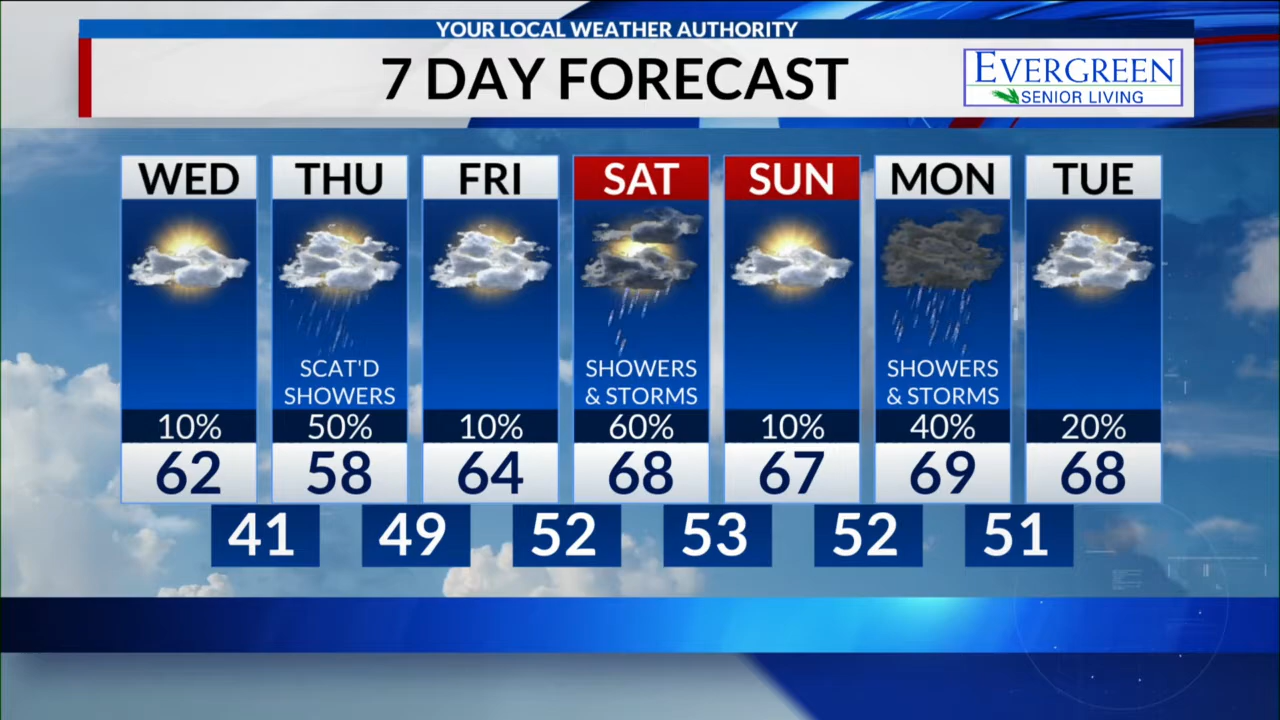 YOUR LOCAL WEATHER AUTHORITY
7 DAY FORECAST
EVERGREEN
SENIOR LIVING
WED THU FRI SAT SUN MON TUE
SCAT'D SHOWERS SHOWERS
SHOWERS & STORMS & STORMS
10% 50% 10% 60% 10% 40% 20%
62 58 64 68 67 69 68
41 49 52 53 52 51